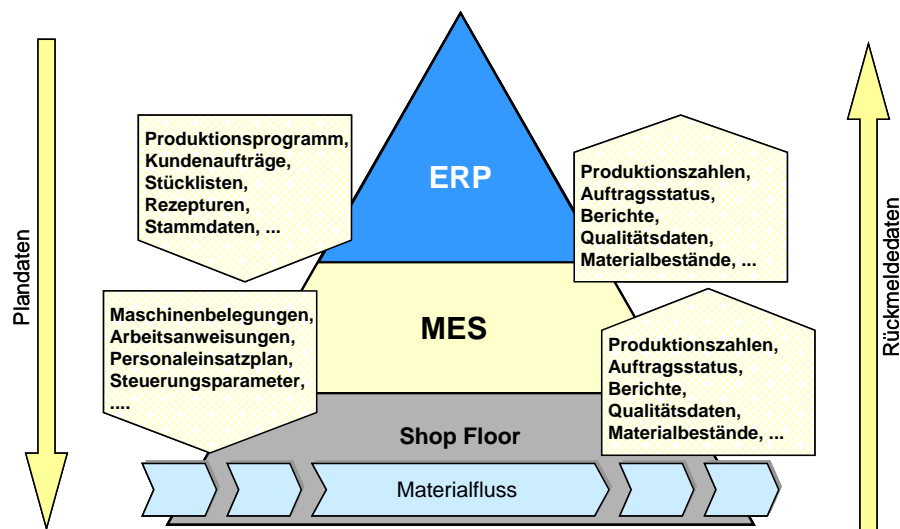 Plandaten
Produktionsprogramm,
Kundenaufträge,
Stücklisten,
Rezepturen,
Stammdaten, ...
ERP
Produktionszahlen,
Auftragsstatus,
Berichte,
Qualitätsdaten,
Materialbestände, ...
Maschinenbelegungen,
Arbeitsanweisungen,
Personaleinsatzplan,
Steuerungsparameter,
....
MES
Produktionszahlen,
Auftragsstatus,
Berichte,
Qualitätsdaten,
Materialbestände, ...
Shop Floor
Materialfluss
Rückmeldedaten